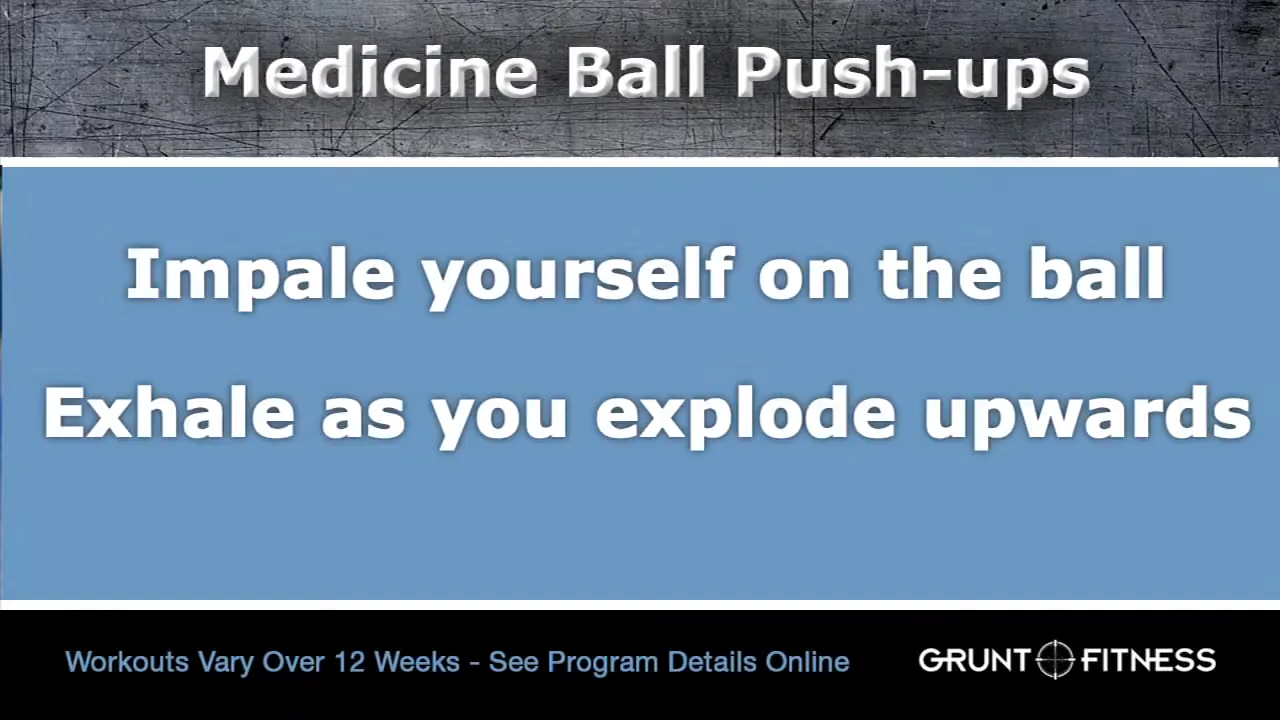 Medicine Ball Push-ups
Impale yourself on the ball
Exhale as you explode upwards
Workouts Vary Over 12 Weeks - See Program Details Online
GRUNT FITNESS